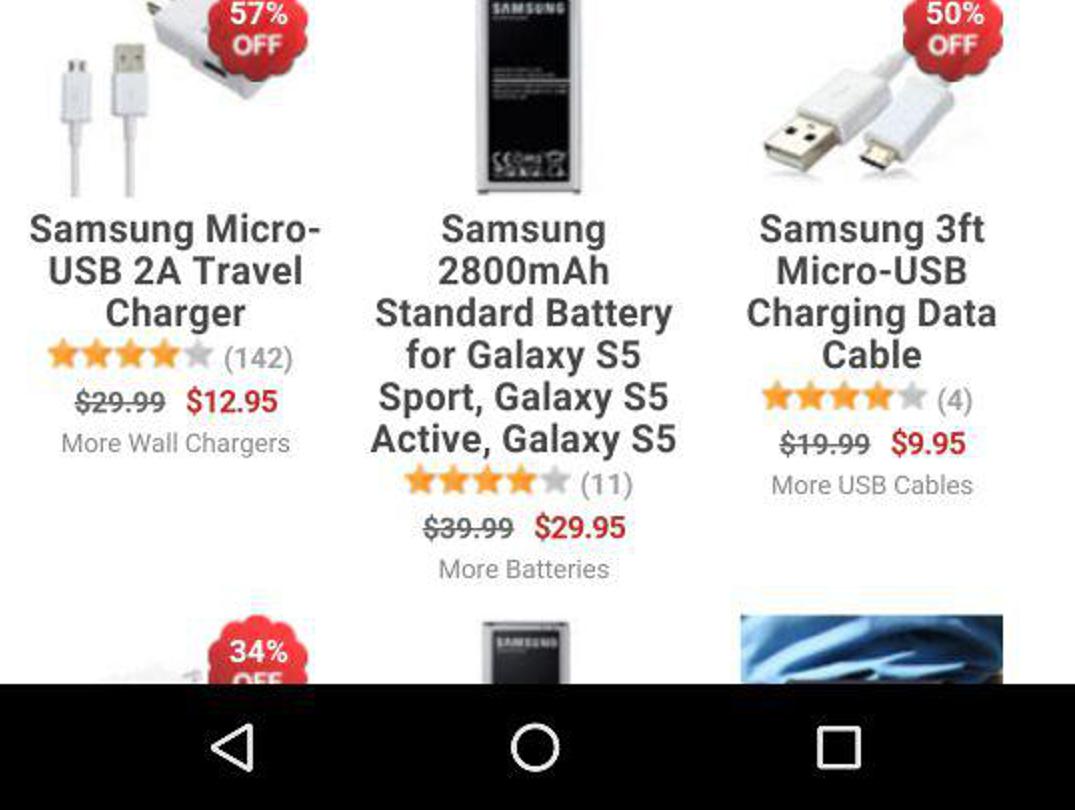 57%
OFF
SAMSUNG
50%
OFF
Samsung Micro-
USB 2A Travel
Charger
(142)
$29.99 $12.95
More Wall Chargers
Samsung
2800mAh
Standard Battery
for Galaxy S5
Sport, Galaxy S5
Active, Galaxy S5
(11)
$39.99 $29.95
More Batteries
Samsung 3ft
Micro-USB
Charging Data
Cable
(4)
$19.99 $9.95
More USB Cables
34%
OFF
SAMSUNG